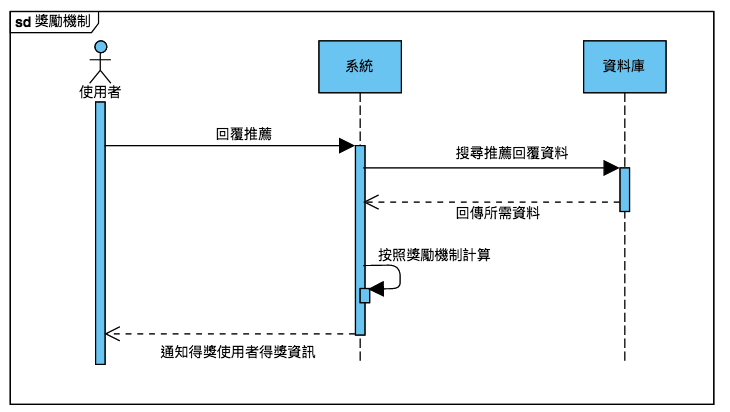 sd 獎勵機制
使用者
系統
資料庫
回覆推薦
搜尋推薦回覆資料
回傳所需資料
按照獎勵機制計算
通知得獎使用者得獎資訊